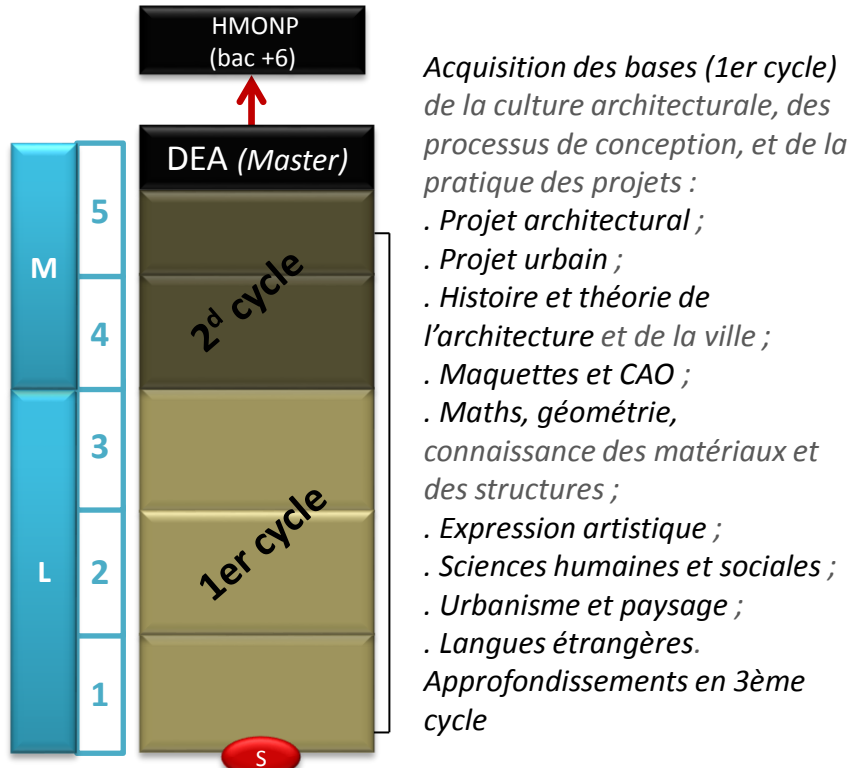 HMONP
(bac +6)
DEA (Master)
M
L
5
4
3
2
1
2d cycle
1er cycle
S
Acquisition des bases (1er cycle)
de la culture architecturale, des
processus de conception, et de la
pratique des projets :
. Projet architectural ;
. Projet urbain ;
. Histoire et théorie de
l’architecture et de la ville ;
. Maquettes et CAO ;
. Maths, géométrie,
connaissance des matériaux et
des structures ;
. Expression artistique ;
. Sciences humaines et sociales ;
. Urbanisme et paysage ;
. Langues étrangères.
Approfondissements en 3ème
cycle